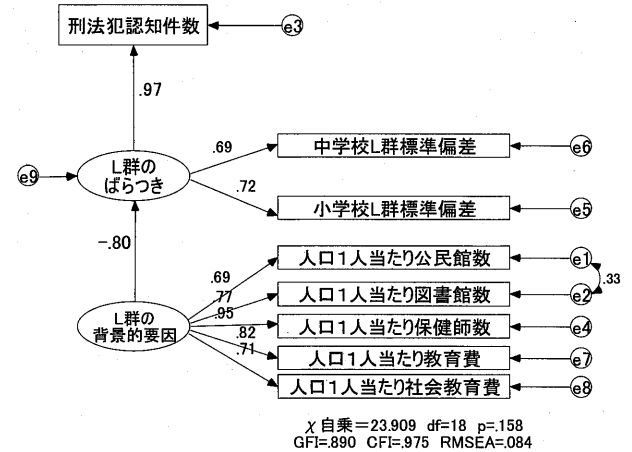 刑法犯認知件数
e3
.97
.69
中学校L群標準偏差
e6
e9
L群の
ばらつき
.72
小学校L群標準偏差
e5
-.80
人口1人当たり公民館数
e1
.69
.77
人口1人当たり図書館数
e2
.33
L群の
背景的要因
.95
人口1人当たり保健師数
e4
.82
人口1人当たり教育費
e7
.71
人口1人当たり社会教育費
e8
χ自乗=23.909 df=18 p=.158
GFI=.890 CFI=.975 RMSEA=.084